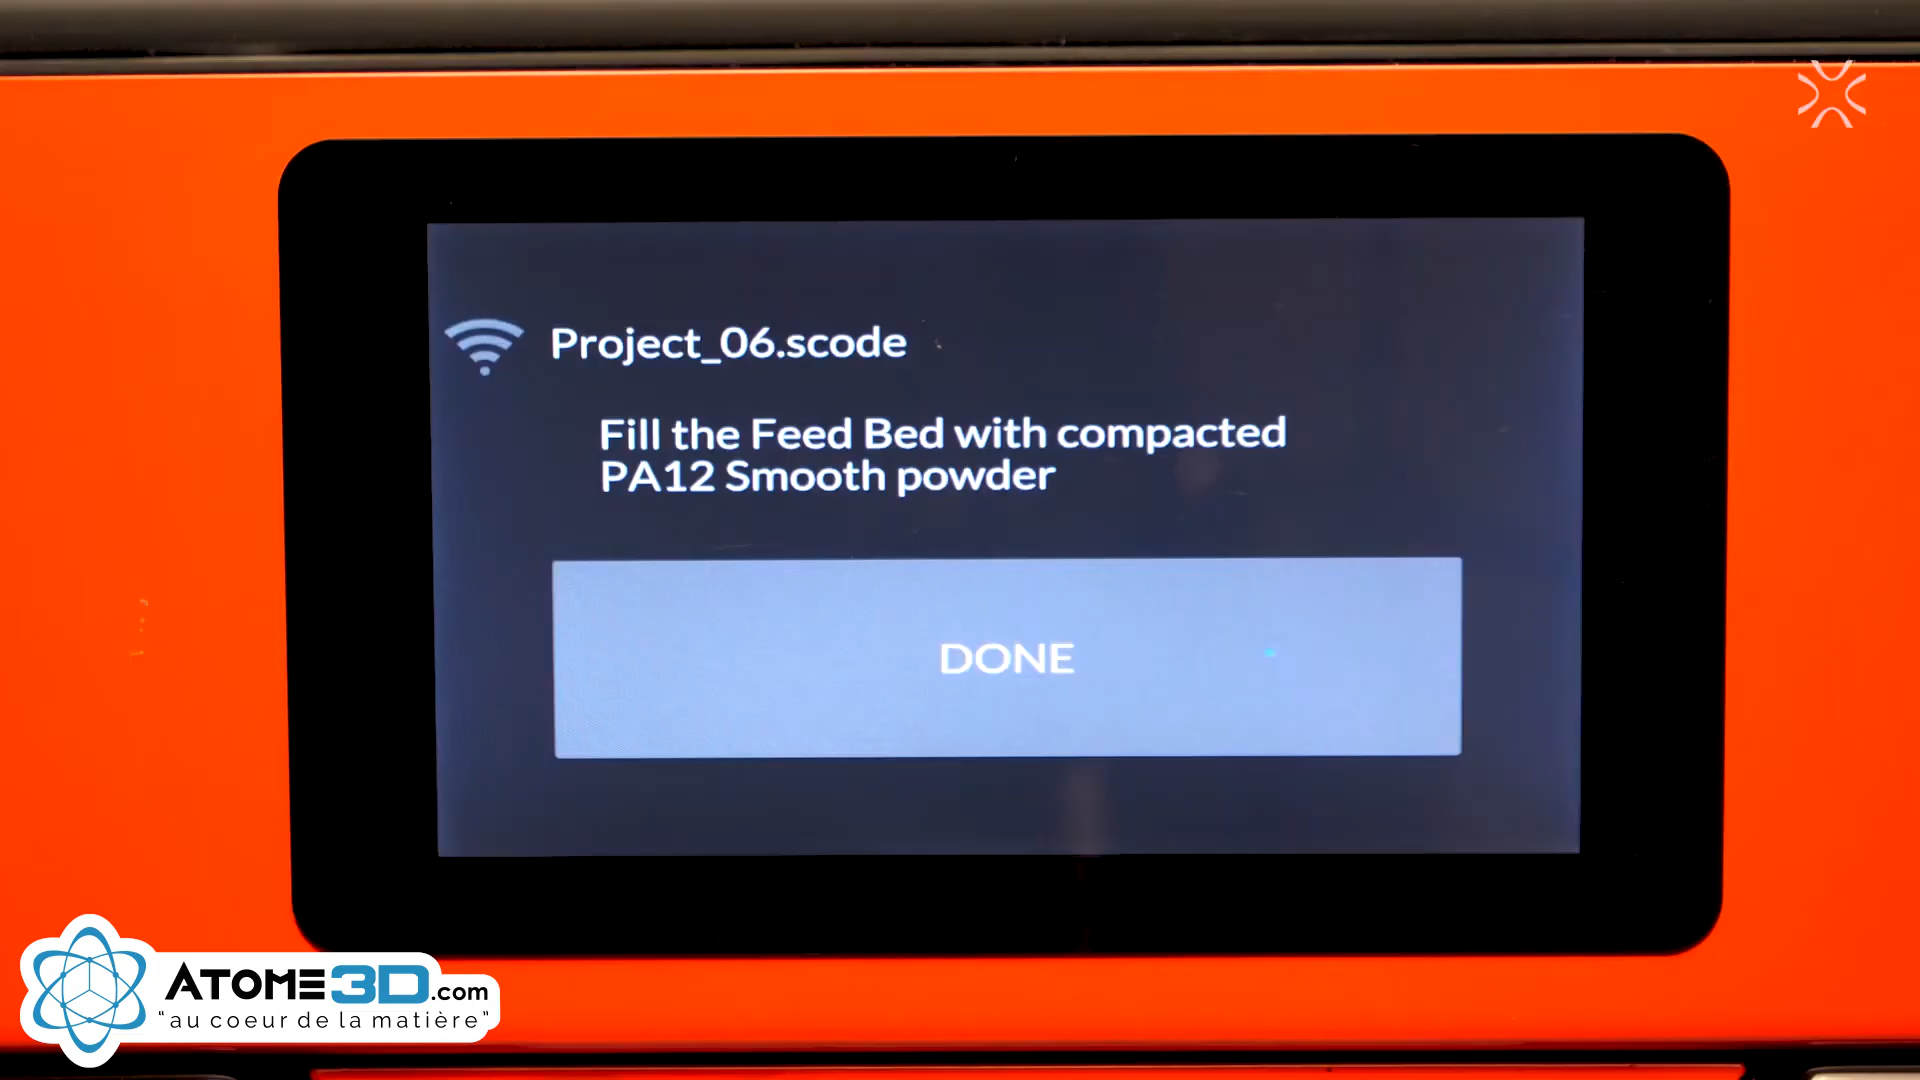 Project_06.scode
Fill the Feed Bed with compacted
PA12 Smooth powder
DONE
ATOME3D.com
"au coeur de la matière"